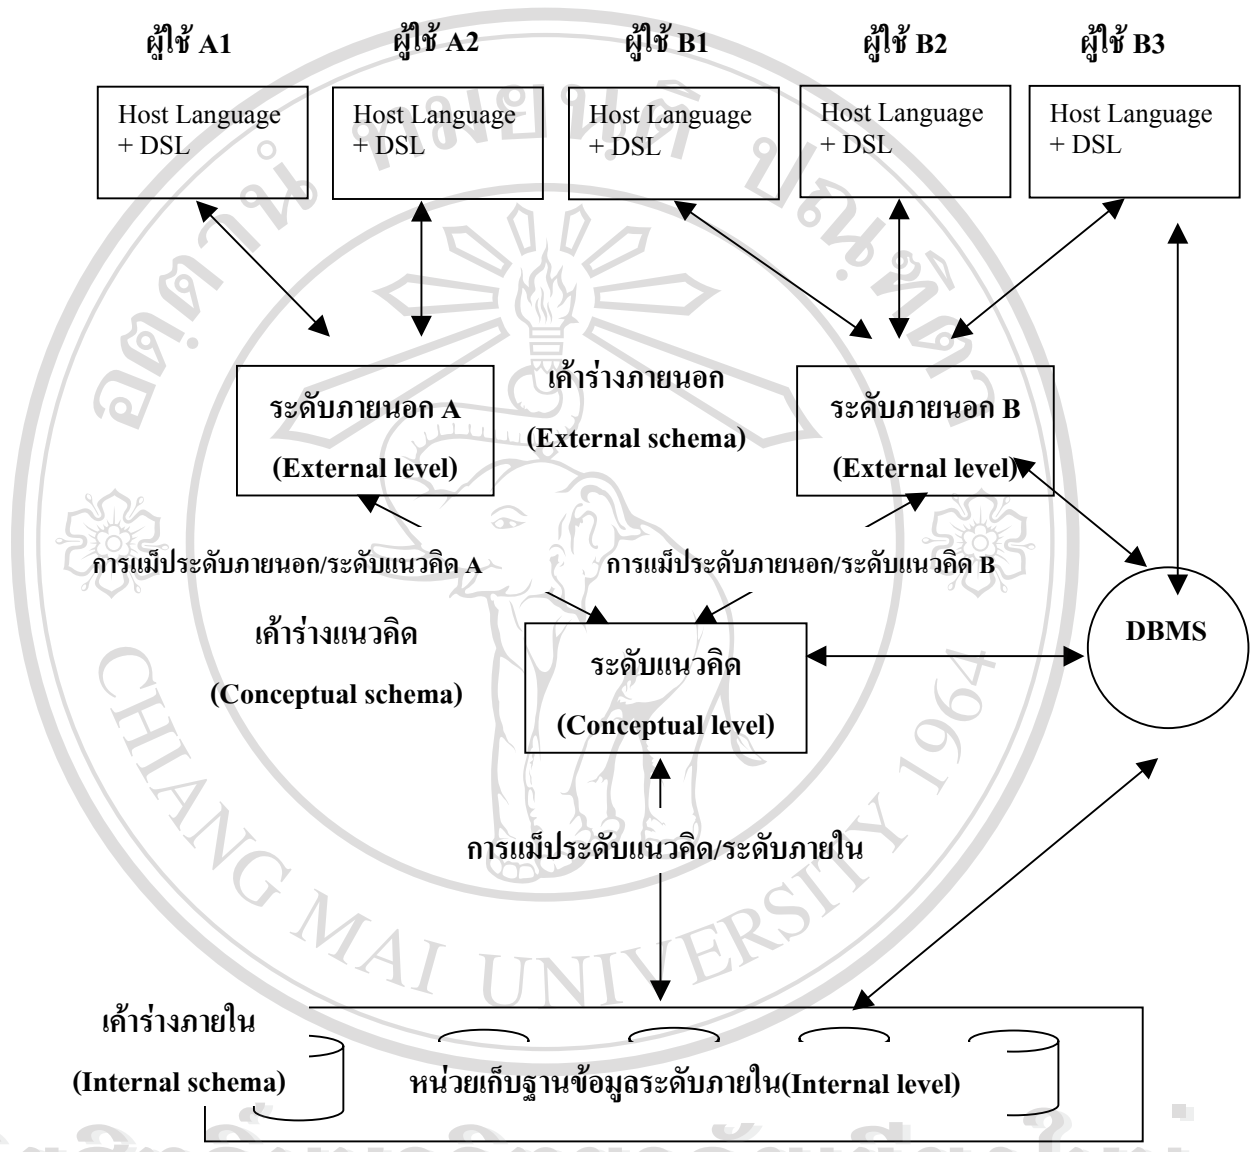 ผู้ใช้ A1
ผู้ใช้ A2
ผู้ใช้ B1
ผู้ใช้ B2
ผู้ใช้ B3
Host Language
+ DSL
Host Language
+ DSL
Host Language
+ DSL
Host Language
+ DSL
Host Language
+ DSL
ระดับภายนอก A
(External level)
เค้าร่างภายนอก
(External schema)
ระดับภายนอก B
(External level)
การแม็ประดับภายนอก/ระดับแนวคิด A
การแม็ประดับภายนอก/ระดับแนวคิด B
เค้าร่างแนวคิด
(Conceptual schema)
ระดับแนวคิด
(Conceptual level)
DBMS
การแม็ประดับแนวคิด/ระดับภายใน
เค้าร่างภายใน
(Internal schema)
หน่วยเก็บฐานข้อมูลระดับภายใน(Internal level)
CHIANG MAI UNIVERSITY 1964